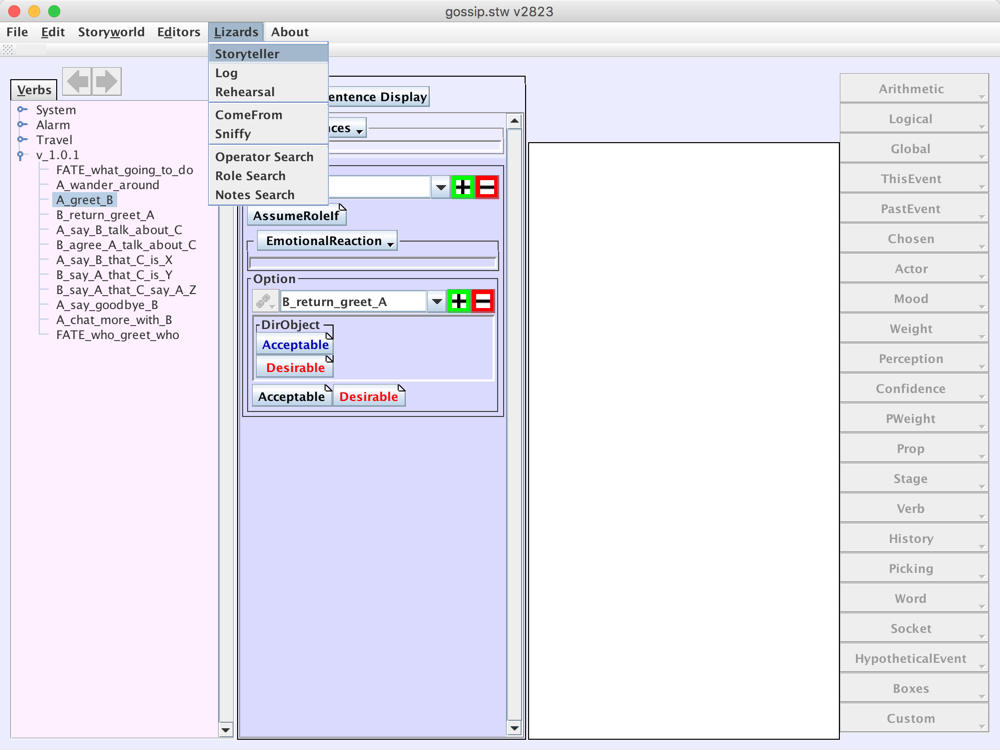 gossip.stw v2823
File Edit Storyworld Editors Lizards About
Storyteller
Log
Rehearsal
ComeFrom
Sniffy
Operator Search
Role Search
Notes Search
Verbs
System
Alarm
Travel
v_1.0.1
FATE_what_going_to_do
A_wander_around
A_greet_B
B_return_greet_A
A_say_B_talk_about_C
B_agree_A_talk_about_C
A_say_B_that_C_is_X
B_say_A_that_C_is_Y
B_say_A_that_C_say_A_Z
A_say_goodbye_B
A_chat_more_with_B
FATE_who_greet_who
entence Display
nces
AssumeRoleIf
EmotionalReaction
Option
B_return_greet_A
DirObject
Acceptable
Desirable
Acceptable Desirable
Arithmetic
Logical
Global
ThisEvent
PastEvent
Chosen
Actor
Mood
Weight
Perception
Confidence
PWeight
Prop
Stage
Verb
History
Picking
Word
Socket
HypotheticalEvent
Boxes
Custom